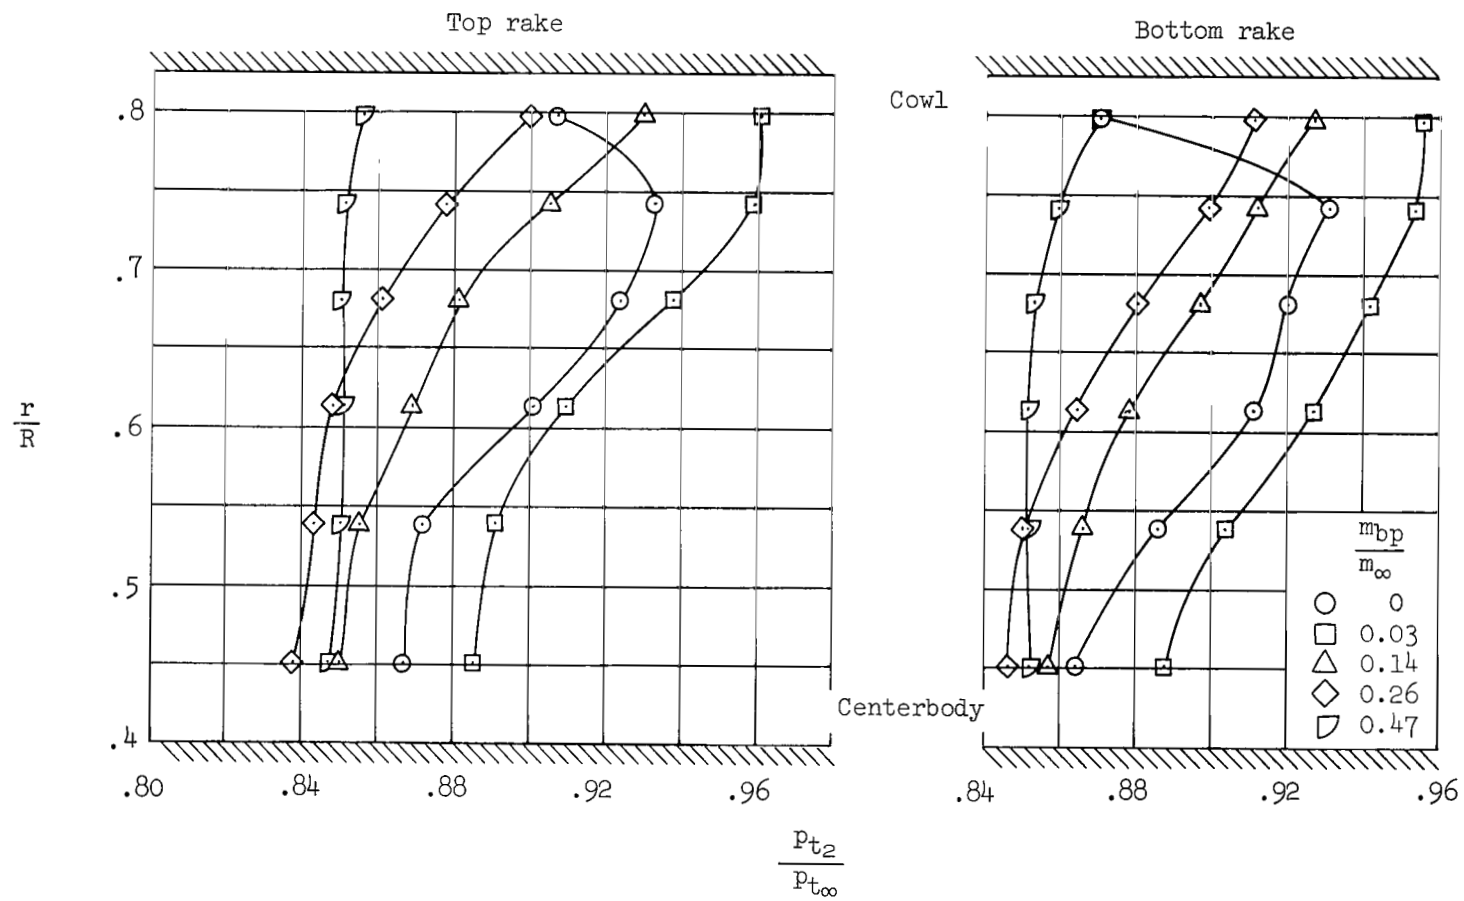 Top rake
Bottom rake
Cowl
.8
.7
.6
.5
.4
r
R
Centerbody
m_bp
m_∞
0
0.03
0.14
0.26
0.47
.80
.84
.88
.92
.96
.84
.88
.92
.96
p_t₂
p_t∞